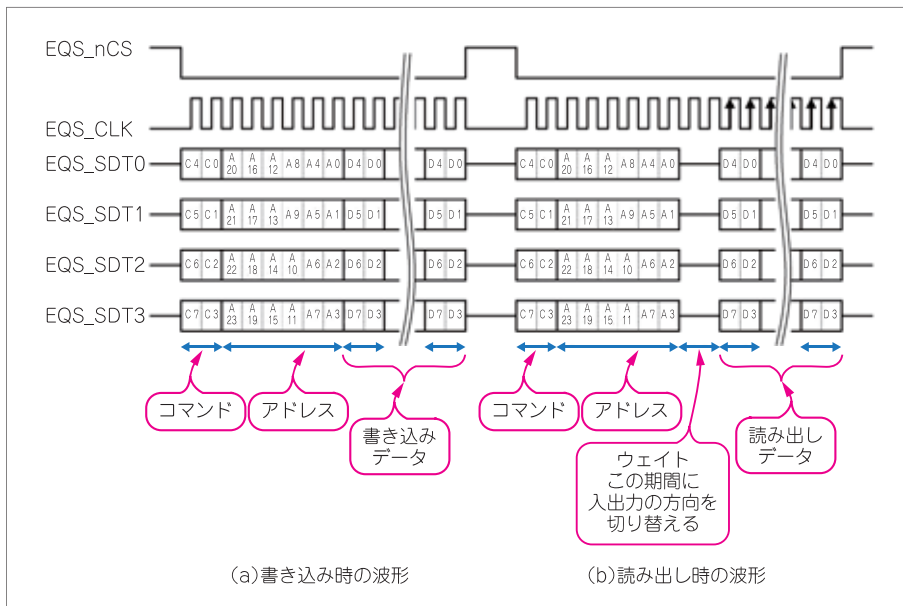 EQS_nCS
EQS_CLK
EQS_SDT0 C4 C0 A20 A16 A12 A8 A4 A0 D4 D0 D4 D0 C4 C0 A20 A16 A12 A8 A4 A0 D4 D0 D4 D0
EQS_SDT1 C5 C1 A21 A17 A13 A9 A5 A1 D5 D1 D5 D1 C5 C1 A21 A17 A13 A9 A5 A1 D5 D1 D5 D1
EQS_SDT2 C6 C2 A22 A18 A14 A10 A6 A2 D6 D2 D6 D2 C6 C2 A22 A18 A14 A10 A6 A2 D6 D2 D6 D2
EQS_SDT3 C7 C3 A23 A19 A15 A11 A7 A3 D7 D3 D7 D3 C7 C3 A23 A19 A15 A11 A7 A3 D7 D3 D7 D3
コマンド
アドレス
書き込み
データ
コマンド
アドレス
ウェイト
この期間に
入出力の方向を
切り替える
読み出し
データ
(a)書き込み時の波形
(b)読み出し時の波形